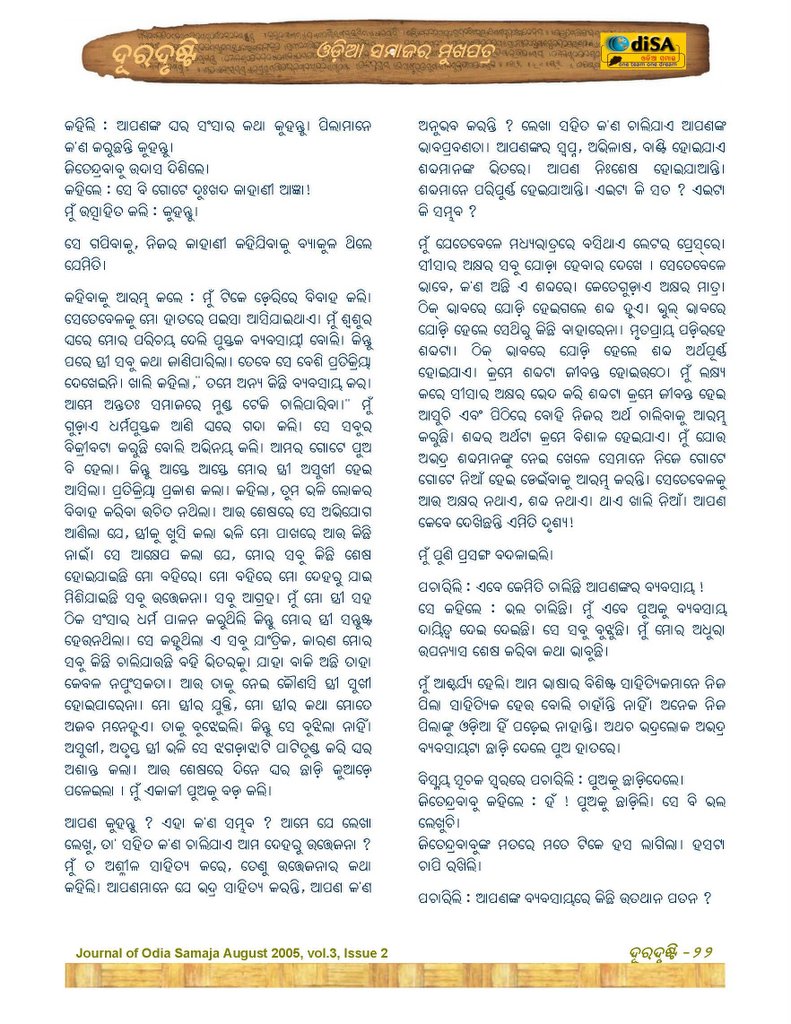 ଦୂରଦୃଷ୍ଟି
ଓଡ଼ିଆ ସମାଜର ମୁଖପତ୍ର
diSA
ଓଡ଼ିଆ ସମାଜ
one team one dream
କହିଲି : ଆପଣଙ୍କ ଘର ସଂସାର କଥା କୁହନ୍ତୁ। ପିଲାମାନେ
କ'ଣ କରୁଛନ୍ତି କୁହନ୍ତୁ।
ଜିତେନ୍ଦ୍ରବାବୁ ଉଦାସ ଦିଶିଲେ।
କହିଲେ : ସେ ବି ଗୋଟେ ଦୁଃଖଦ କାହାଣୀ ଆଜ୍ଞା!
ମୁଁ ଉତ୍ସାହିତ କଲି : କୁହନ୍ତୁ।
ସେ ଗପିବାକୁ, ନିଜର କାହାଣୀ କହିଯିବାକୁ ବ୍ୟାକୁଳ ଥିଲେ
ଯେମିତି।
କହିବାକୁ ଆରମ୍ଭ କଲେ : ମୁଁ ଟିକେ ଡ଼େରିରେ ବିବାହ କଲି।
ସେତେବେଳକୁ ମୋ ହାତରେ ପଇସା ଆସିଯାଇଥାଏ। ମୁଁ ଶ୍ୱଶୁର
ଘରେ ମୋର ପରିଚୟ ଦେଲି ପୁସ୍ତକ ବ୍ୟବସାୟୀ ବୋଲି। କିନ୍ତୁ
ପରେ ସ୍ତ୍ରୀ ସବୁ କଥା ଜାଣିପାରିଲା। ତେବେ ସେ ବେଶି ପ୍ରତିକ୍ରିୟା
ଦେଖେଇନି। ଖାଲି କହିଲା," ତମେ ଅନ୍ୟ କିଛି ବ୍ୟବସାୟ କର।
ଆମେ ଅନ୍ତତଃ ସମାଜରେ ମୁଣ୍ଡ ଟେକି ଚାଲିପାରିବା।" ମୁଁ
ଗୁଡ଼ାଏ ଧର୍ମପୁସ୍ତକ ଆଣି ଘରେ ଗଦା କଲି। ସେ ସବୁର
ବିକ୍ରୀବଟା କରୁଛି ବୋଲି ଅଭିନୟ କଲି। ଆମର ଗୋଟେ ପୁଅ
ବି ହେଲା। କିନ୍ତୁ ଆସ୍ତେ ଆସ୍ତେ ମୋର ସ୍ତ୍ରୀ ଅସୁଖୀ ହେଇ
ଆସିଲା। ପ୍ରତିକ୍ରିୟା ପ୍ରକାଶ କଲା। କହିଲା, ତୁମ ଭଳି ଲୋକର
ବିବାହ କରିବା ଉଚିତ ନଥିଲା। ଆଉ ଶେଷରେ ସେ ଅଭିଯୋଗ
ଆଣିଲା ଯେ, ସ୍ତ୍ରୀକୁ ଖୁସି କଲା ଭଳି ମୋ ପାଖରେ ଆଉ କିଛି
ନାଇଁ। ସେ ଆକ୍ଷେପ କଲା ଯେ, ମୋର ସବୁ କିଛି ଶେଷ
ହୋଇଯାଇଛି ମୋ ବହିରେ। ମୋ ବହିରେ ମୋ ଦେହରୁ ଯାଇ
ମିଶିଯାଇଛି ସବୁ ଉତ୍ତେଜନା। ସବୁ ଆଗ୍ରହ। ମୁଁ ମୋ ସ୍ତ୍ରୀ ସହ
ଠିକ ସଂସାର ଧର୍ମ ପାଳନ କରୁଥିଲି କିନ୍ତୁ ମୋର ସ୍ତ୍ରୀ ସନ୍ତୁଷ୍ଟ
ହେଉନଥିଲା। ସେ କହୁଥିଲା ଏ ସବୁ ଯାଂତ୍ରିକ, କାରଣ ମୋର
ସବୁ କିଛି ଚାଲିଯାଉଛି ବହି ଭିତରକୁ। ଯାହା ବାକି ଅଛି ତାହା
କେବଳ ନପୁଂସକତା। ଆଉ ତାକୁ ନେଇ କୌଣସି ସ୍ତ୍ରୀ ସୁଖୀ
ହୋଇପାରେନା। ମୋ ସ୍ତ୍ରୀର ଯୁକ୍ତି, ମୋ ସ୍ତ୍ରୀର କଥା ମୋତେ
ଅଜବ ମନେହୁଏ। ତାକୁ ବୁଝେଇଲି। କିନ୍ତୁ ସେ ବୁଝିଲା ନାହିଁ।
ଅସୁଖୀ, ଅତୃପ୍ତ ସ୍ତ୍ରୀ ଭଳି ସେ ଝଗଡ଼ାଝାଟି ପାଟିତୁଣ୍ଡ କରି ଘର
ଅଶାନ୍ତ କଲା। ଆଉ ଶେଷରେ ଦିନେ ଘର ଛାଡ଼ି କୁଆଡ଼େ
ପଳେଇଲା । ମୁଁ ଏକାକୀ ପୁଅକୁ ବଡ଼ କଲି।
ଆପଣ କୁହନ୍ତୁ ? ଏହା କ'ଣ ସମ୍ଭବ ? ଆମେ ଯେ ଲେଖା
ଲେଖୁ, ତା' ସହିତ କ'ଣ ଚାଲିଯାଏ ଆମ ଦେହରୁ ଉତ୍ତେଜନା ?
ମୁଁ ତ ଅଶ୍ଳୀଳ ସାହିତ୍ୟ କରେ, ତେଣୁ ଉତ୍ତେଜନାର କଥା
କହିଲି। ଆପଣମାନେ ଯେ ଭଦ୍ର ସାହିତ୍ୟ କରନ୍ତି, ଆପଣ କ'ଣ
ଅନୁଭବ କରନ୍ତି ? ଲେଖା ସହିତ କ'ଣ ଚାଲିଯାଏ ଆପଣଙ୍କ
ଭାବପ୍ରବଣତା। ଆପଣଙ୍କର ସ୍ୱପ୍ନ, ଅଭିଳାଷ, ବାଣ୍ଟି ହୋଇଯାଏ
ଶବ୍ଦମାନଙ୍କ ଭିତରେ। ଆପଣ ନିଃଶେଷ ହୋଇଯାଆନ୍ତି।
ଶବ୍ଦମାନେ ପରିପୁର୍ଣ୍ଣ ହେଇଯାଆନ୍ତି। ଏଇଟା କି ସତ ? ଏଇଟା
କି ସମ୍ଭବ ?
ମୁଁ ଯେତେବେଳେ ମଧ୍ୟରାତ୍ରରେ ବସିଥାଏ ଲେଟର ପ୍ରେସ୍‌ରେ।
ସୀସାର ଅକ୍ଷର ସବୁ ଯୋଡ଼ା ହେବାର ଦେଖେ । ସେତେବେଳେ
ଭାବେ, କ'ଣ ଅଛି ଏ ଶବ୍ଦରେ। କେତେଗୁଡ଼ାଏ ଅକ୍ଷର ମାତ୍ର।
ଠିକ୍ ଭାବରେ ଯୋଡ଼ି ହେଇଗଲେ ଶବ୍ଦ ହୁଏ। ଭୁଲ୍ ଭାବରେ
ଯୋଡ଼ି ହେଲେ ସେଥିରୁ କିଛି ବାହାରେନା। ମୃତପ୍ରାୟ ପଡ଼ିରହେ
ଶବ୍ଦଟା। ଠିକ୍ ଭାବରେ ଯୋଡ଼ି ହେଲେ ଶବ୍ଦ ଅର୍ଥପୂର୍ଣ୍ଣ
ହୋଇଯାଏ। କ୍ରମେ ଶବ୍ଦଟା ଜୀବନ୍ତ ହୋଇଉଠେ। ମୁଁ ଲକ୍ଷ୍ୟ
କରେ ସୀସାର ଅକ୍ଷର ଭେଦ କରି ଶବ୍ଦଟା କ୍ରମେ ଜୀବନ୍ତ ହେଇ
ଆସୁଚି ଏବଂ ପିଠିରେ ବୋହି ନିଜର ଅର୍ଥ ଚାଲିବାକୁ ଆରମ୍ଭ
କରୁଛି। ଶବ୍ଦର ଅର୍ଥଟା କ୍ରମେ ବିଶାଳ ହେଇଯାଏ। ମୁଁ ଯୋଉ
ଅଭଦ୍ର ଶବ୍ଦମାନଙ୍କୁ ନେଇ ଖେଳେ ସେମାନେ ନିଜେ ଗୋଟେ
ଗୋଟେ ନିଆଁ ହେଇ ଡେଇଁବାକୁ ଆରମ୍ଭ କରନ୍ତି। ସେତେବେଳକୁ
ଆଉ ଅକ୍ଷର ନଥାଏ, ଶବ୍ଦ ନଥାଏ। ଥାଏ ଖାଲି ନିଆଁ। ଆପଣ
କେବେ ଦେଖିଛନ୍ତି ଏମିତି ଦୃଶ୍ୟ!
ମୁଁ ପୁଣି ପ୍ରସଙ୍ଗ ବଦଳାଇଲି।
ପଚାରିଲି : ଏବେ କେମିତି ଚାଲିଛି ଆପଣଙ୍କର ବ୍ୟବସାୟ !
ସେ କହିଲେ : ଭଲ ଚାଲିଛି। ମୁଁ ଏବେ ପୁଅକୁ ବ୍ୟବସାୟ
ଦାୟିତ୍ୱ ଦେଇ ଦେଇଛି। ସେ ସବୁ ବୁଝୁଛି। ମୁଁ ମୋର ଅଧୁରା
ଉପନ୍ୟାସ ଶେଷ କରିବା କଥା ଭାବୁଛି।
ମୁଁ ଆଶ୍ଚର୍ଯ୍ୟ ହେଲି। ଆମ ଭାଷାର ବିଶିଷ୍ଟ ସାହିତ୍ୟିକମାନେ ନିଜ
ପିଲା ସାହିତ୍ୟିକ ହେଉ ବୋଲି ଚାହାଁନ୍ତି ନାହିଁ। ଅନେକ ନିଜ
ପିଲାଙ୍କୁ ଓଡ଼ିଆ ହିଁ ପଢ଼େଇ ନାହାନ୍ତି। ଅଥଚ ଭଦ୍ରଲୋକ ଅଭଦ୍ର
ବ୍ୟବସାୟଟା ଛାଡ଼ି ଦେଲେ ପୁଅ ହାତରେ।
ବିସ୍ମୟ ସୂଚକ ସ୍ୱରରେ ପଚାରିଲି : ପୁଅକୁ ଛାଡ଼ିଦେଲେ।
ଜିତେନ୍ଦ୍ରବାବୁ କହିଲେ : ହଁ ! ପୁଅକୁ ଛାଡ଼ିଲି। ସେ ବି ଭଲ
ଲେଖୁଚି।
ଜିତେନ୍ଦ୍ରବାବୁଙ୍କ ମତରେ ମତେ ଟିକେ ହସ ଲାଗିଲା। ହସଟା
ଚାପି ରଖିଲି।
ପଚାରିଲି : ଆପଣଙ୍କ ବ୍ୟବସାୟରେ କିଛି ଉତଥାନ ପତନ ?
Journal of Odia Samaja August 2005, vol.3, Issue 2
ଦୂରଦୃଷ୍ଟି - ୨୨